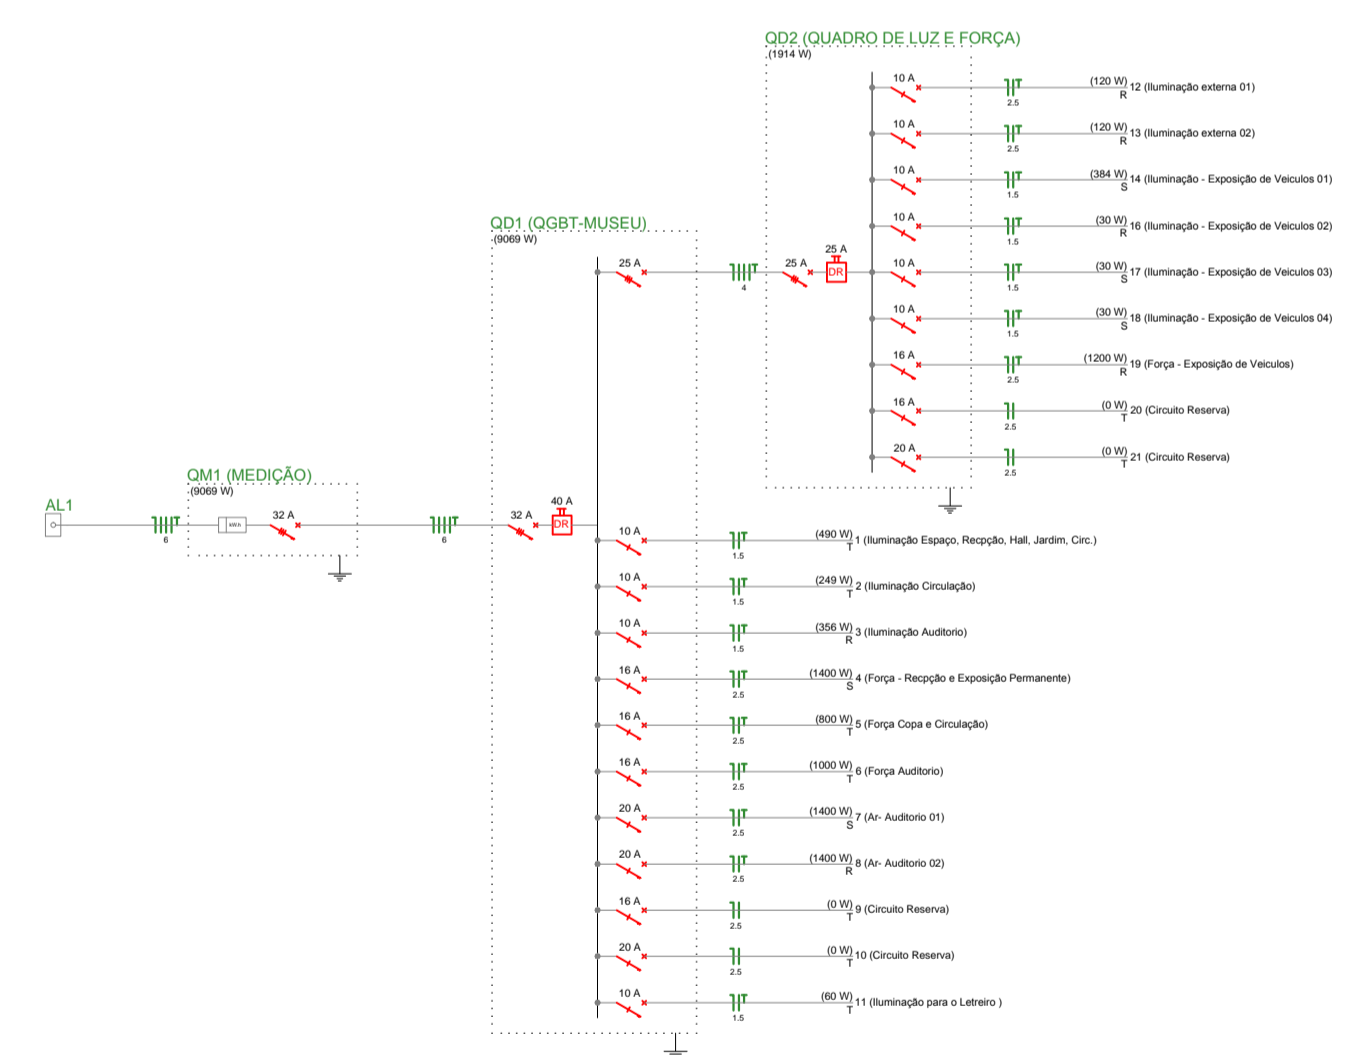 QD2 (QUADRO DE LUZ E FORÇA)
(1914 W)
10 A
2.5
(120 W)
R
12 (Iluminação externa 01)
10 A
2.5
(120 W)
R
13 (Iluminação externa 02)
10 A
1.5
(384 W)
S
14 (Iluminação - Exposição de Veiculos 01)
10 A
1.5
(30 W)
R
16 (Iluminação - Exposição de Veiculos 02)
QD1 (QGBT-MUSEU)
(9069 W)
25 A
4
25 A
25 A
DR
10 A
1.5
(30 W)
S
17 (Iluminação - Exposição de Veiculos 03)
10 A
1.5
(30 W)
S
18 (Iluminação - Exposição de Veiculos 04)
16 A
2.5
(1200 W)
R
19 (Força - Exposição de Veiculos)
16 A
2.5
(0 W)
T
20 (Circuito Reserva)
20 A
2.5
(0 W)
T
21 (Circuito Reserva)
QM1 (MEDIÇÃO)
(9069 W)
AL1
6
kWh
32 A
6
32 A
40 A
DR
10 A
1.5
(490 W)
T
1 (Iluminação Espaço, Recpção, Hall, Jardim, Circ.)
10 A
1.5
(249 W)
T
2 (Iluminação Circulação)
10 A
1.5
(356 W)
R
3 (Iluminação Auditorio)
16 A
2.5
(1400 W)
S
4 (Força - Recpção e Exposição Permanente)
16 A
2.5
(800 W)
T
5 (Força Copa e Circulação)
16 A
2.5
(1000 W)
T
6 (Força Auditorio)
20 A
2.5
(1400 W)
S
7 (Ar- Auditorio 01)
20 A
2.5
(1400 W)
R
8 (Ar- Auditorio 02)
16 A
2.5
(0 W)
T
9 (Circuito Reserva)
20 A
2.5
(0 W)
T
10 (Circuito Reserva)
10 A
1.5
(60 W)
T
11 (Iluminação para o Letreiro )